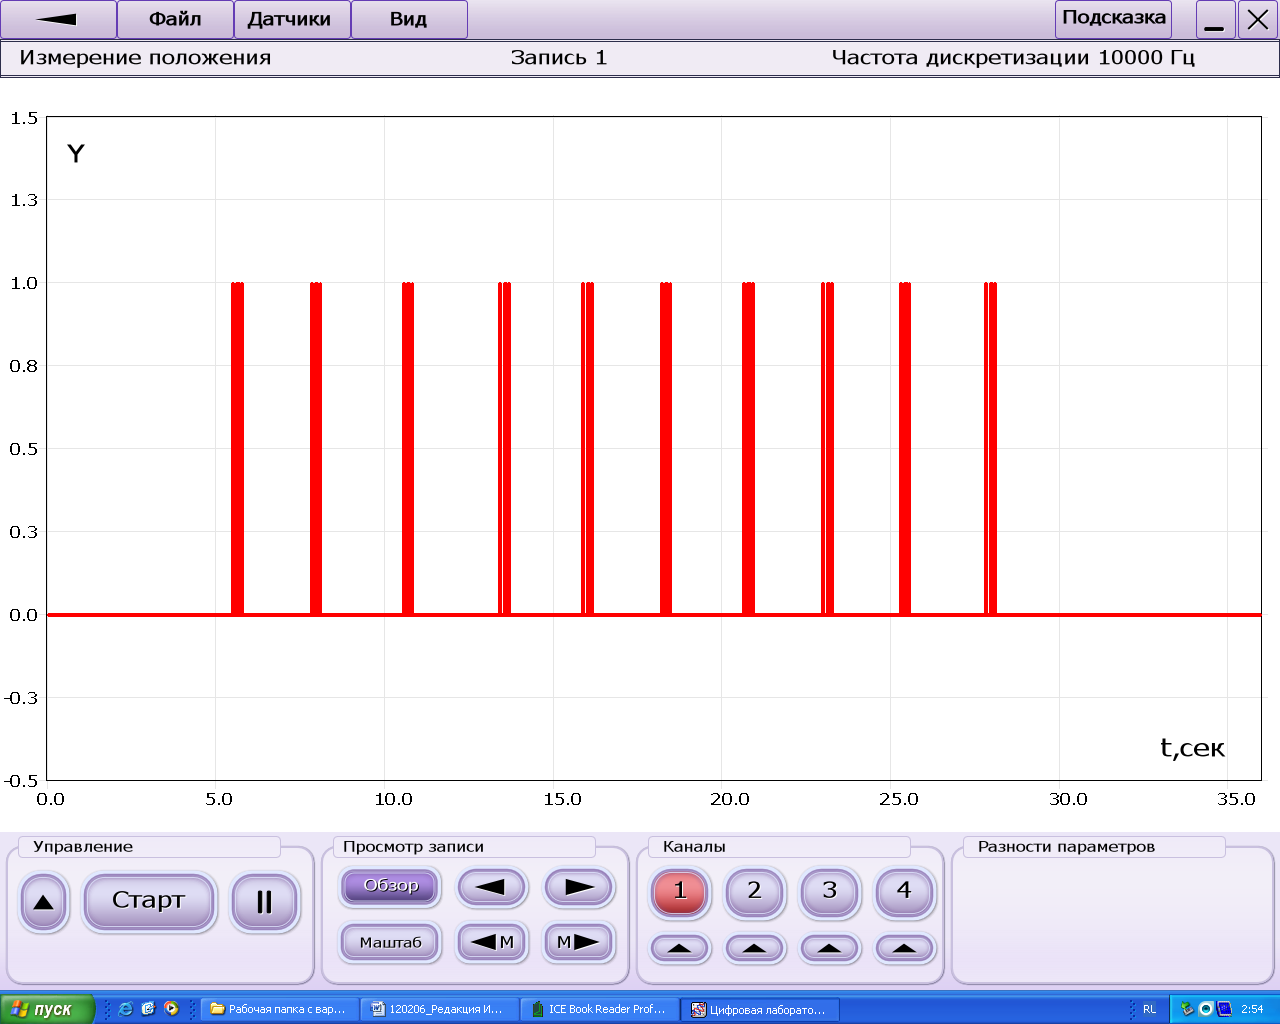 Файл Датчики Вид Подсказка
Измерение положения Запись 1 Частота дискретизации 10000 Гц
1.5
Y
1.3
1.0
0.8
0.5
0.3
0.0
-0.3
t,сек
-0.5
0.0 5.0 10.0 15.0 20.0 25.0 30.0 35.0
Управление Просмотр записи Каналы Разности параметров
Старт Обзор 1 2 3 4
Маштаб М М
пуск Рабочая папка с вар... 120206_Редакция И... ICE Book Reader Prof... Цифровая лаборато... RL 2:54